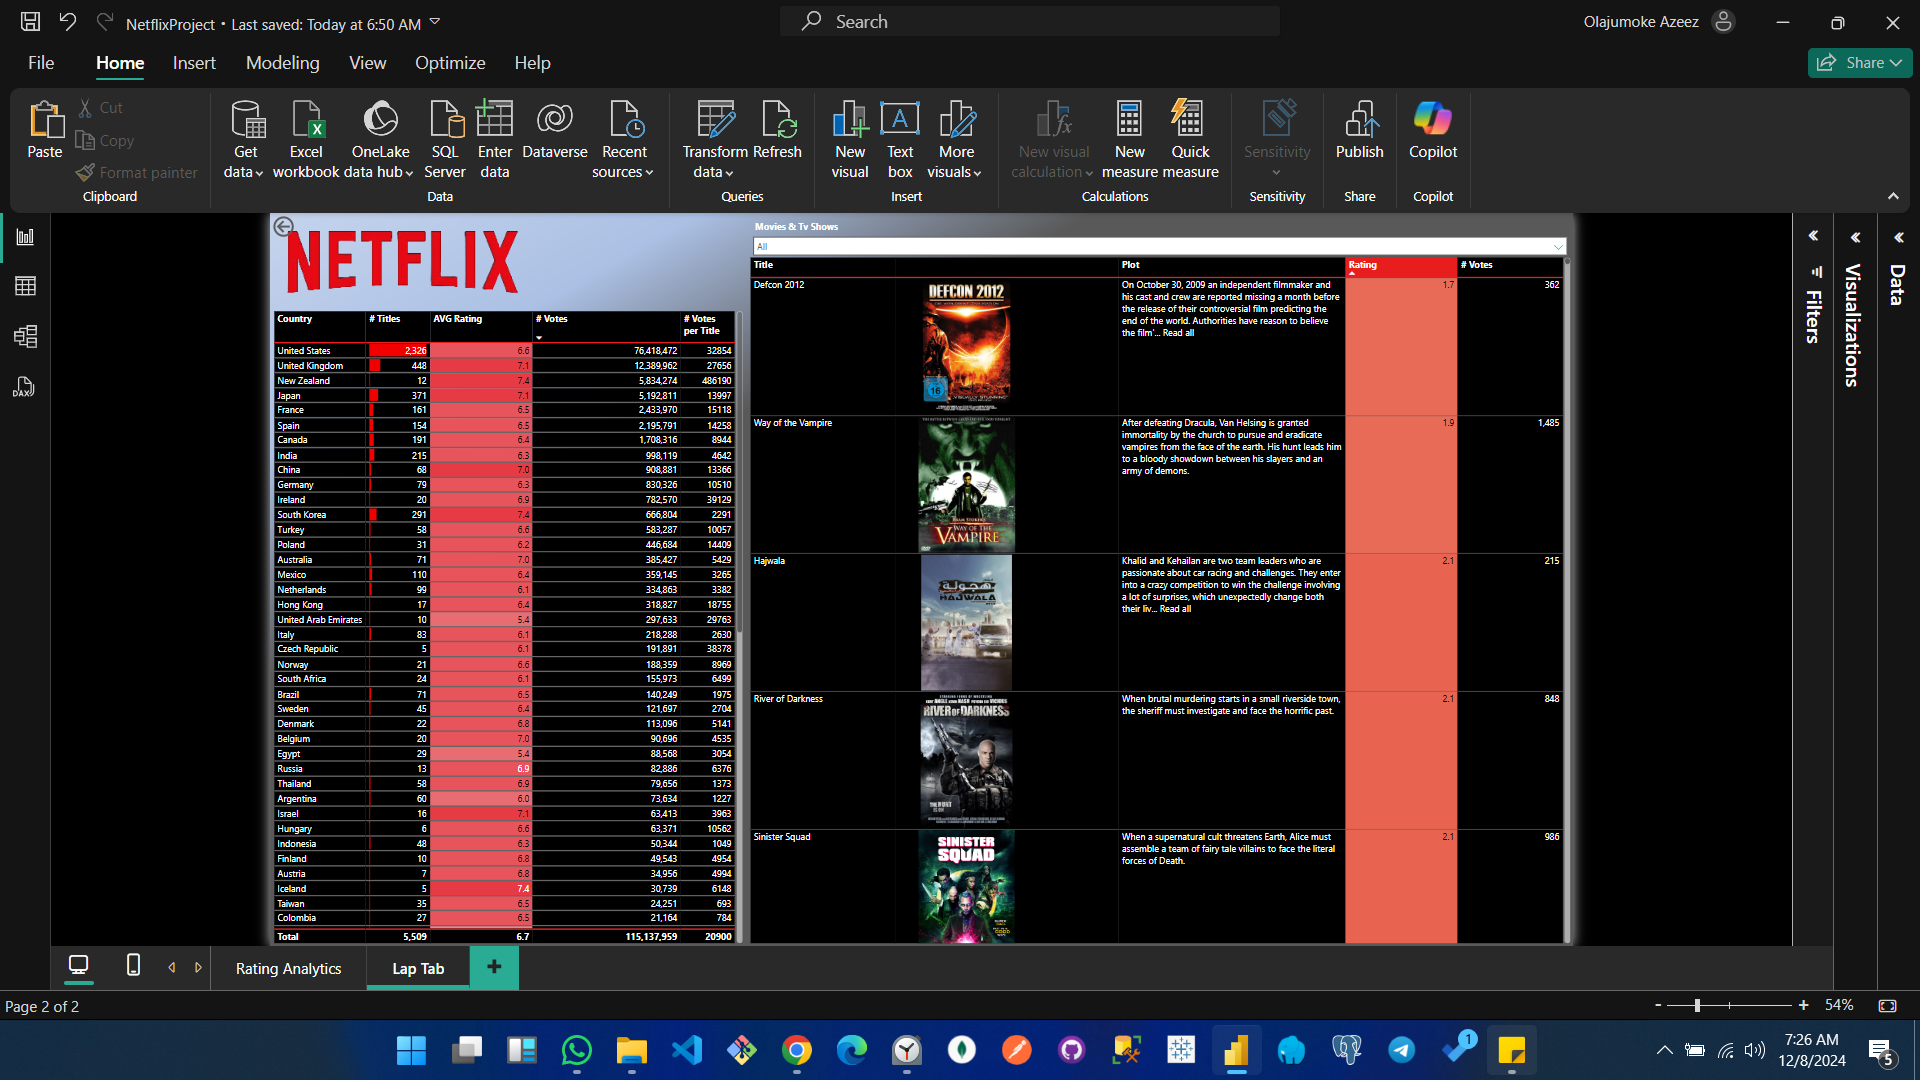 NetflixProject • Last saved: Today at 6:50 AM
Search
Olajumoke Azeez
File Home Insert Modeling View Optimize Help
Share
Paste
Cut
Copy
Format painter
Clipboard
Get data
Excel workbook
OneLake data hub
SQL Server
Enter data
Dataverse
Recent sources
Data
Transform data
Refresh
Queries
New visual
Text box
More visuals
Insert
New visual calculation
New measure
Quick measure
Calculations
Sensitivity
Sensitivity
Publish
Share
Copilot
Copilot
NETFLIX
Country # Titles AVG Rating # Votes # Votes per Title
United States 2,326 6.6 76,418,472 32854
United Kingdom 448 7.1 12,389,962 27656
New Zealand 12 7.4 5,834,274 486190
Japan 371 7.1 5,192,811 13997
France 161 6.5 2,433,970 15118
Spain 154 6.5 2,195,791 14258
Canada 191 6.4 1,708,316 8944
India 215 6.3 998,119 4642
China 68 7.0 908,881 13366
Germany 79 6.3 830,326 10510
Ireland 20 6.9 782,570 39129
South Korea 291 7.4 666,804 2291
Turkey 58 6.6 583,287 10057
Poland 31 6.2 446,684 14409
Australia 71 7.0 385,427 5429
Mexico 110 6.4 359,145 3265
Netherlands 99 6.1 334,863 3382
Hong Kong 17 6.4 318,827 18755
United Arab Emirates 10 5.4 297,633 29763
Italy 83 6.1 218,288 2630
Czech Republic 5 6.1 191,891 38378
Norway 21 6.6 188,359 8969
South Africa 24 6.1 155,973 6499
Brazil 71 6.5 140,249 1975
Sweden 45 6.4 121,697 2704
Denmark 22 6.8 113,096 5141
Belgium 20 7.0 90,696 4535
Egypt 29 5.4 88,568 3054
Russia 13 6.9 82,886 6376
Thailand 58 6.9 79,656 1373
Argentina 60 6.0 73,634 1227
Israel 16 7.1 63,413 3963
Hungary 6 6.6 63,371 10562
Indonesia 48 6.3 50,344 1049
Finland 10 6.8 49,543 4954
Austria 7 6.8 34,956 4994
Iceland 5 7.4 30,739 6148
Taiwan 35 6.5 24,251 693
Colombia 27 6.5 21,164 784
Total 5,509 6.7 115,137,959 20900
Movies & Tv Shows
All
Title Plot Rating # Votes
Defcon 2012
DEFCON 2012
16
On October 30, 2009 an independent filmmaker and
his cast and crew are reported missing a month before
the release of their controversial film predicting the
end of the world. Authorities have reason to believe
the film'... Read all
1.7 362
Way of the Vampire
WAY OF THE
VAMPIRE
After defeating Dracula, Van Helsing is granted
immortality by the church to pursue and eradicate
vampires from the face of the earth. His hunt leads him
to a bloody showdown between his slayers and an
army of demons.
1.9 1,485
Hajwala
هجولة
HAJWALA
Khalid and Kehailan are two team leaders who are
passionate about car racing and challenges. They enter
into a crazy competition to win the challenge involving
a lot of surprises, which unexpectedly change both
their liv... Read all
2.1 215
River of Darkness
RIVER OF DARKNESS
When brutal murdering starts in a small riverside town,
the sheriff must investigate and face the horrific past.
2.1 848
Sinister Squad
SINISTER
SQUAD
When a supernatural cult threatens Earth, Alice must
assemble a team of fairy tale villains to face the literal
forces of Death.
2.1 986
Filters
Visualizations
Data
DAX
Rating Analytics
Lap Tab
+
Page 2 of 2
- + 54%
1
7:26 AM
12/8/2024
5